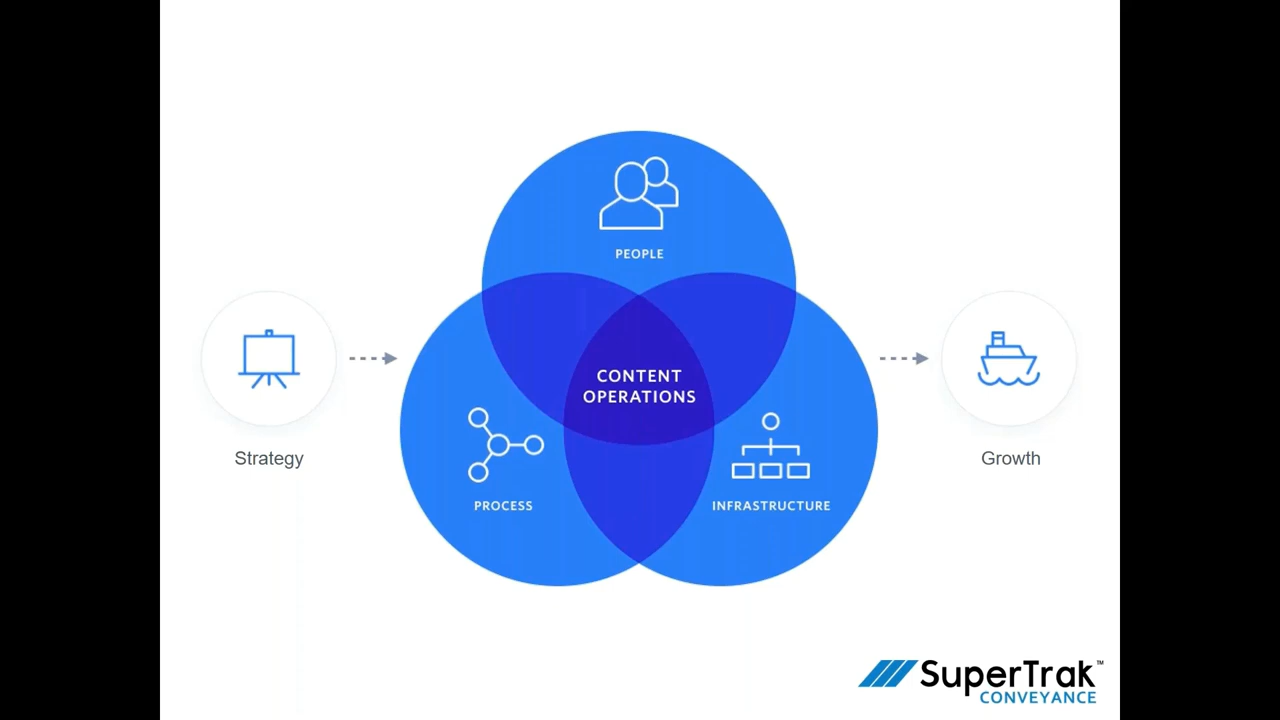 PEOPLE
CONTENT
OPERATIONS
Strategy
Growth
PROCESS
INFRASTRUCTURE
SuperTrak™
CONVEYANCE